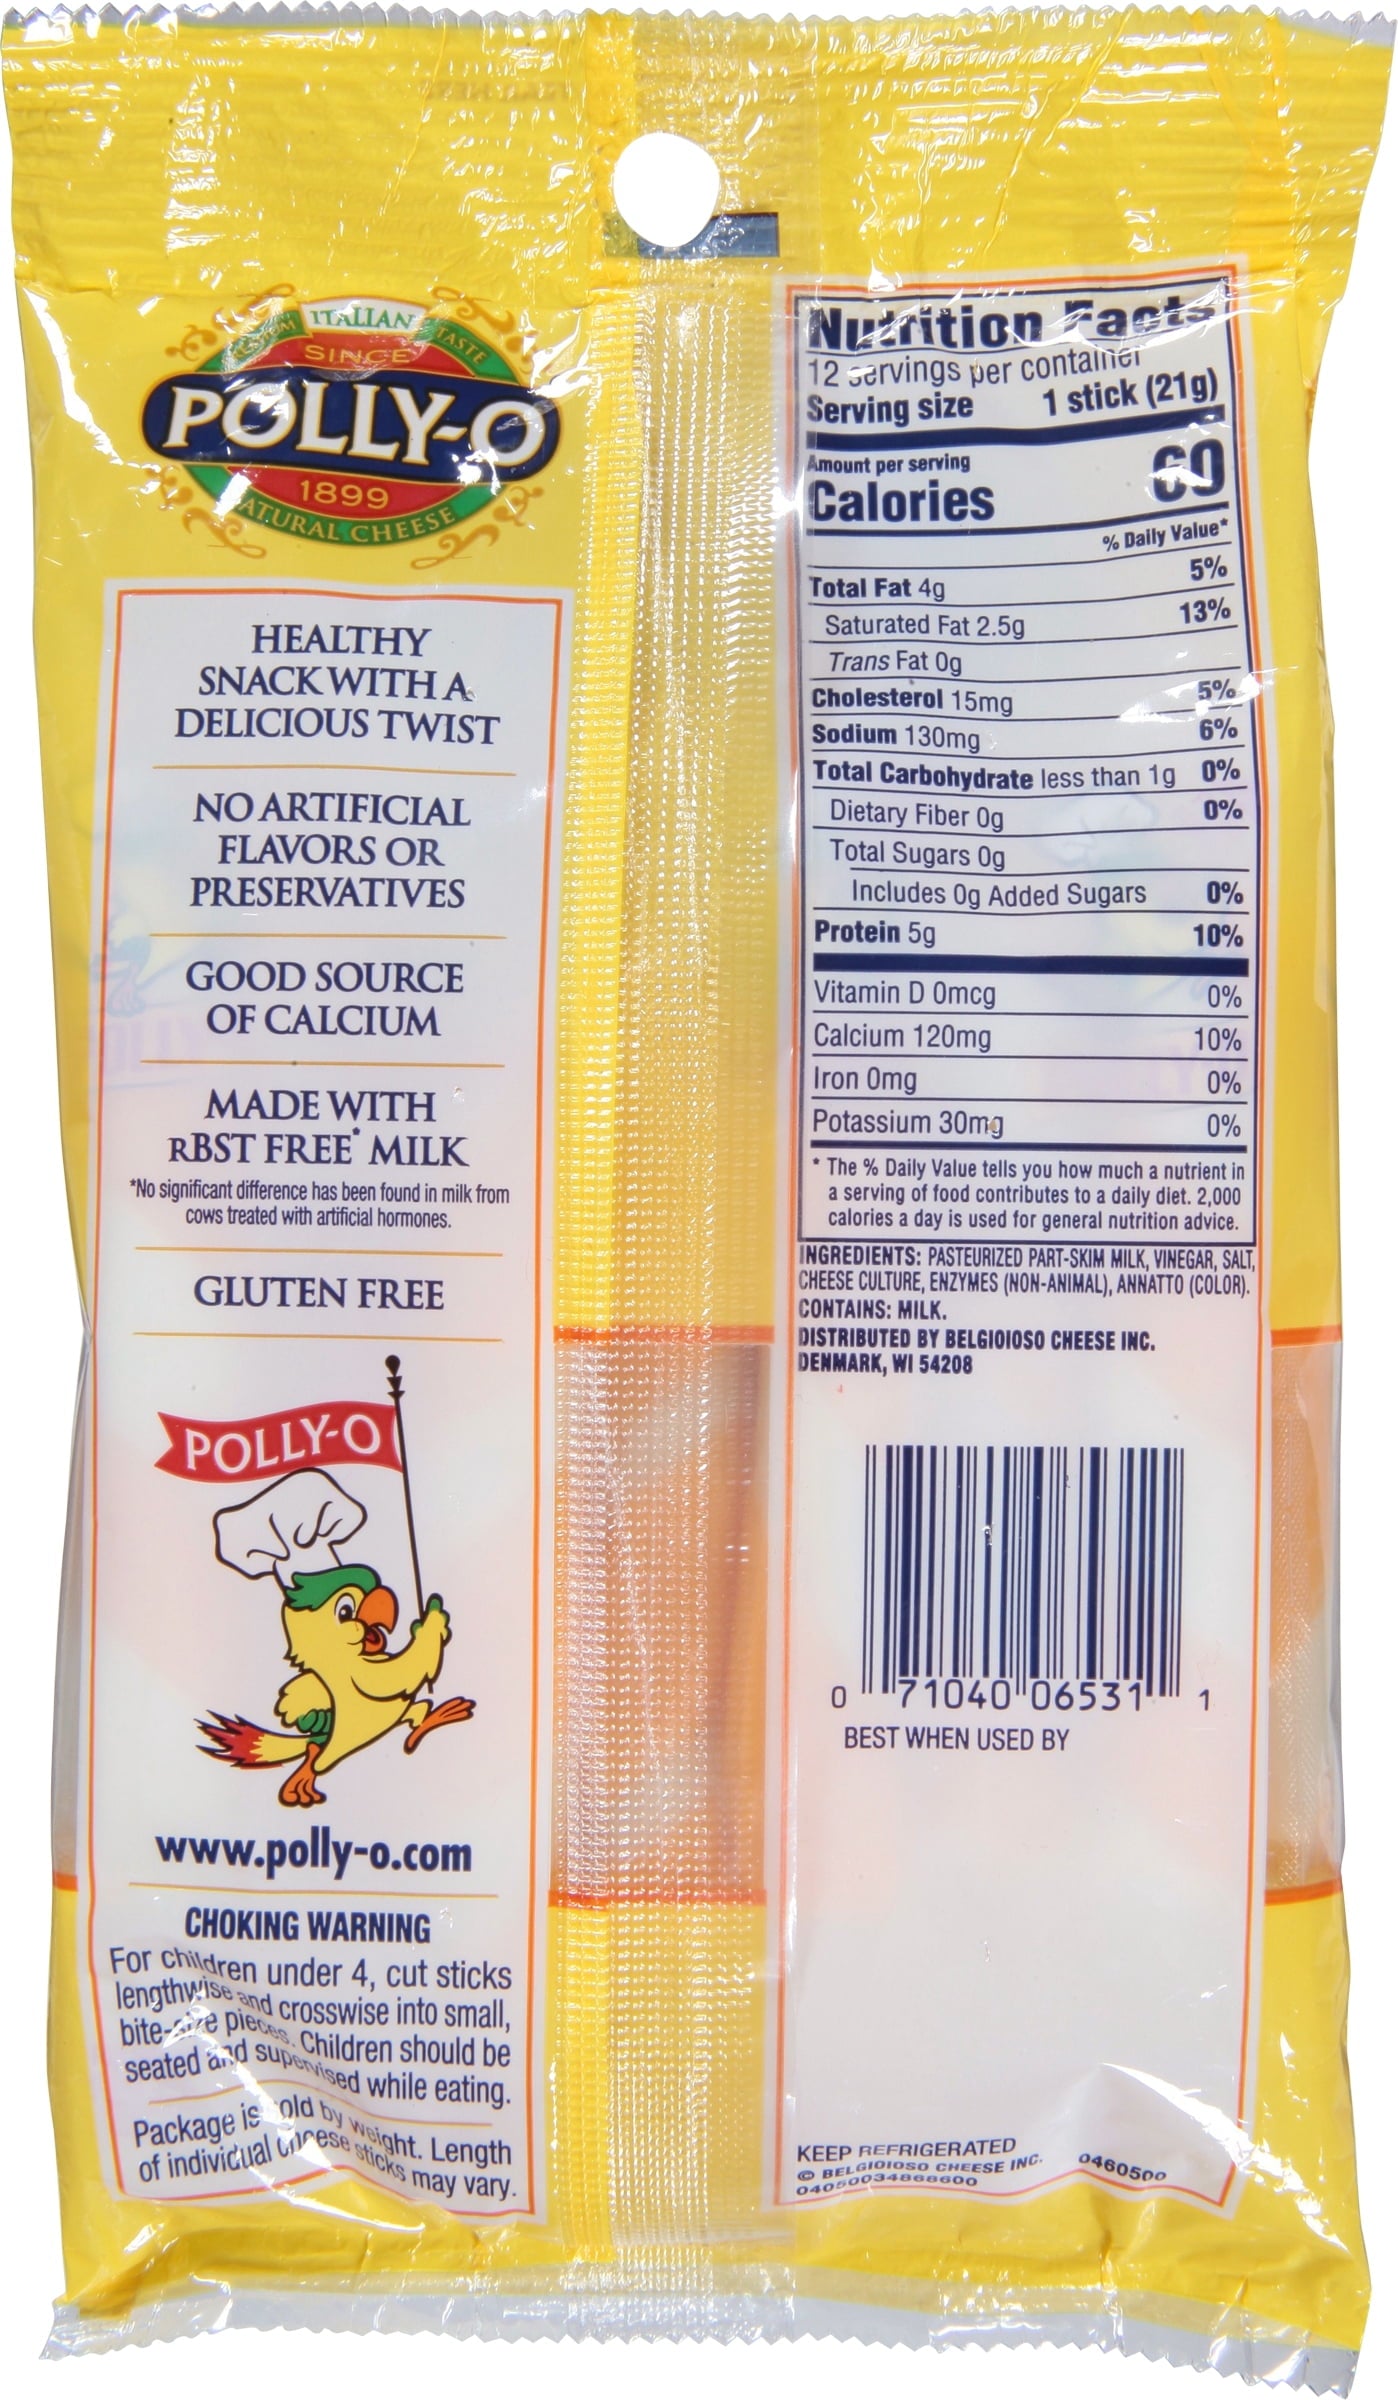 ITALIAN
TASTE
SINCE
POLLY-O
1899
NATURAL CHEESE
HEALTHY
SNACK WITH A
DELICIOUS TWIST
NO ARTIFICIAL
FLAVORS OR
PRESERVATIVES
GOOD SOURCE
OF CALCIUM
MADE WITH
RBST FREE* MILK
*No significant difference has been found in milk from
cows treated with artificial hormones.
GLUTEN FREE
POLLY-O
www.polly-o.com
CHOKING WARNING
For children under 4, cut sticks
lengthwise and crosswise into small,
bite-size pieces. Children should be
seated and supervised while eating.
Package is sold by weight. Length
of individual cheese sticks may vary.
Nutrition Facts
12 servings per container
Serving size 1 stick (21g)
Amount per serving
Calories 60
% Daily Value*
Total Fat 4g 5%
Saturated Fat 2.5g 13%
Trans Fat 0g
Cholesterol 15mg 5%
Sodium 130mg 6%
Total Carbohydrate less than 1g 0%
Dietary Fiber 0g 0%
Total Sugars 0g
Includes 0g Added Sugars 0%
Protein 5g 10%
Vitamin D 0mcg 0%
Calcium 120mg 10%
Iron 0mg 0%
Potassium 30mg 0%
* The % Daily Value tells you how much a nutrient in
a serving of food contributes to a daily diet. 2,000
calories a day is used for general nutrition advice.
INGREDIENTS: PASTEURIZED PART-SKIM MILK, VINEGAR, SALT,
CHEESE CULTURE, ENZYMES (NON-ANIMAL), ANNATTO (COLOR).
CONTAINS: MILK.
DISTRIBUTED BY BELGIOIOSO CHEESE INC.
DENMARK, WI 54208
0 71040 06531 1
BEST WHEN USED BY
KEEP REFRIGERATED
© BELGIOIOSO CHEESE INC. 0460500
04050034868600